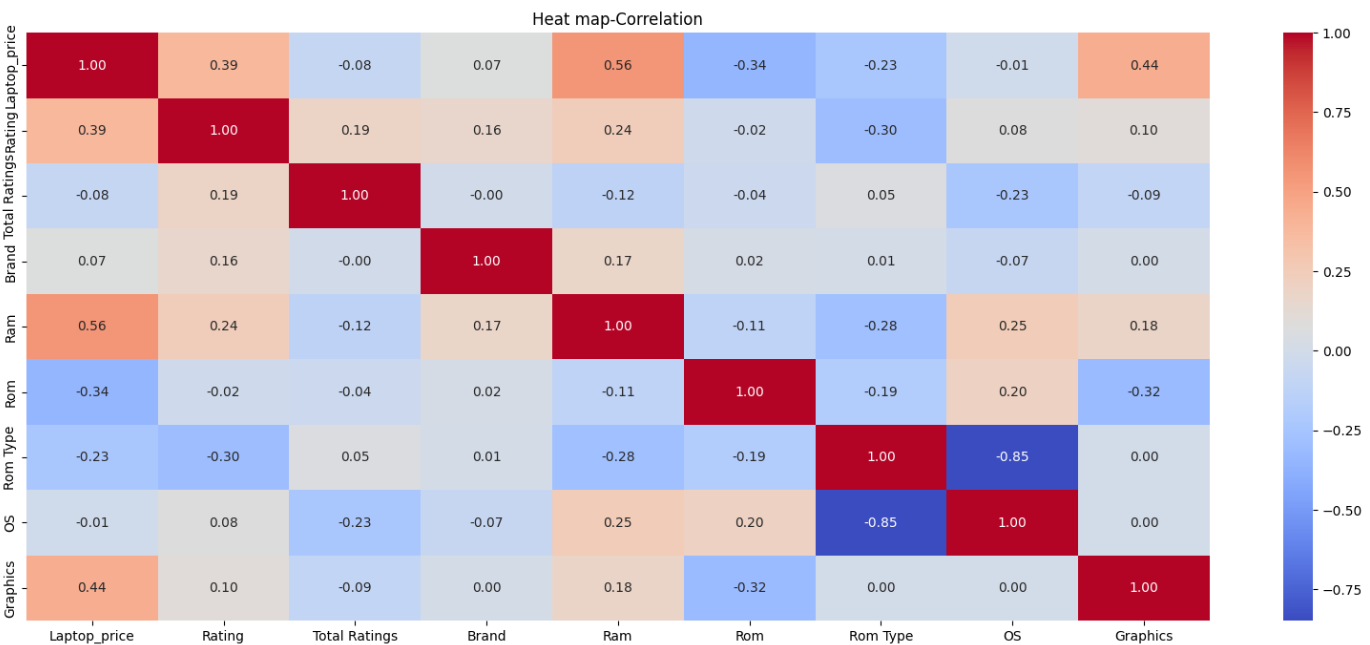 Heat map-Correlation
Laptop_price 1.00 0.39 -0.08 0.07 0.56 -0.34 -0.23 -0.01 0.44
Rating 0.39 1.00 0.19 0.16 0.24 -0.02 -0.30 0.08 0.10
Total Ratings -0.08 0.19 1.00 -0.00 -0.12 -0.04 0.05 -0.23 -0.09
Brand 0.07 0.16 -0.00 1.00 0.17 0.02 0.01 -0.07 0.00
Ram 0.56 0.24 -0.12 0.17 1.00 -0.11 -0.28 0.25 0.18
Rom -0.34 -0.02 -0.04 0.02 -0.11 1.00 -0.19 0.20 -0.32
Rom Type -0.23 -0.30 0.05 0.01 -0.28 -0.19 1.00 -0.85 0.00
OS -0.01 0.08 -0.23 -0.07 0.25 0.20 -0.85 1.00 0.00
Graphics 0.44 0.10 -0.09 0.00 0.18 -0.32 0.00 0.00 1.00
Laptop_price Rating Total Ratings Brand Ram Rom Rom Type OS Graphics
1.00
0.75
0.50
0.25
0.00
−0.25
−0.50
−0.75